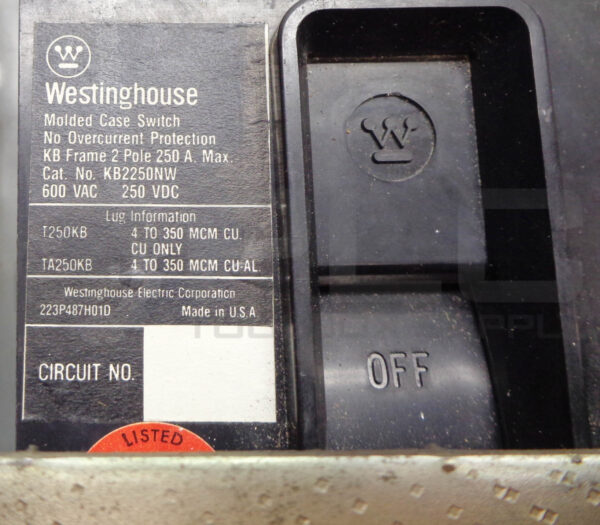 Westinghouse
Molded Case Switch
No Overcurrent Protection
KB Frame 2 Pole 250 A. Max.
Cat. No. KB2250NW
600 VAC 250 VDC
Lug Information
T250KB 4 TO 350 MCM CU.
CU ONLY
TA250KB 4 TO 350 MCM CU-AL.
Westinghouse Electric Corporation
223P487H01D Made in U.S.A
CIRCUIT NO.
LISTED
OFF